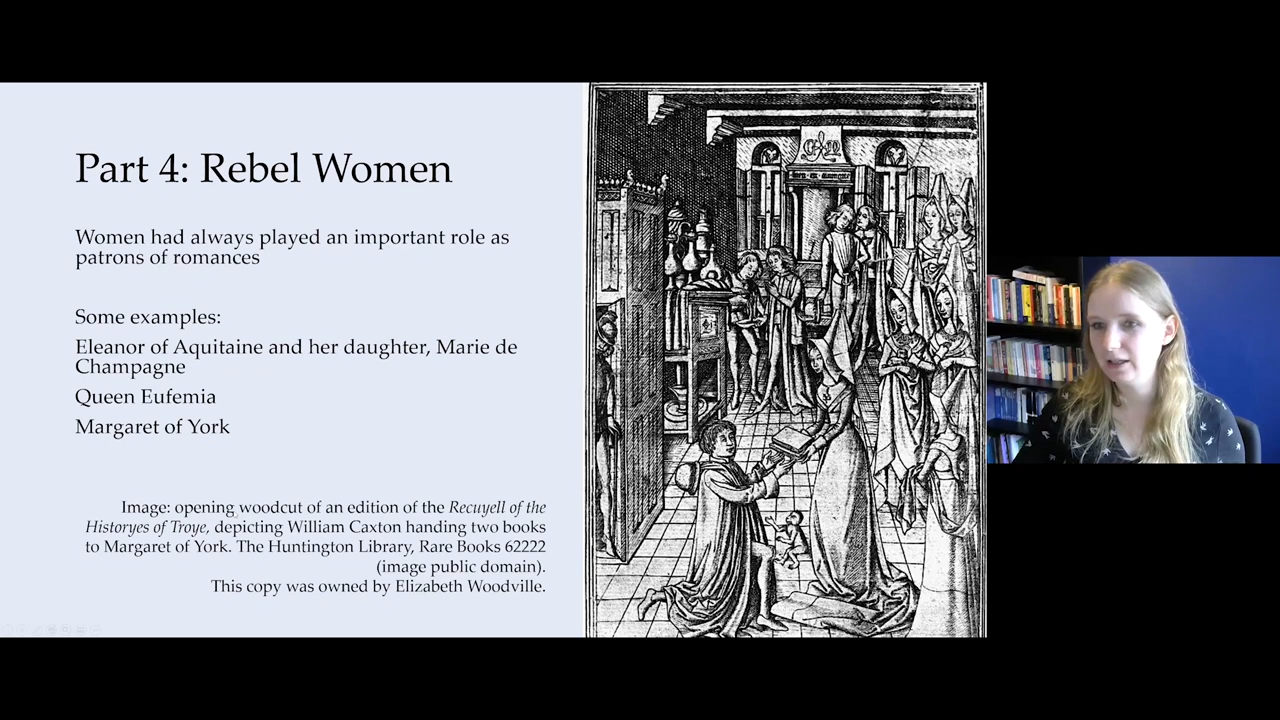 Part 4: Rebel Women
Women had always played an important role as
patrons of romances
Some examples:
Eleanor of Aquitaine and her daughter, Marie de
Champagne
Queen Eufemia
Margaret of York
Image: opening woodcut of an edition of the Recuyell of the
Historyes of Troye, depicting William Caxton handing two books
to Margaret of York. The Huntington Library, Rare Books 62222
(image public domain).
This copy was owned by Elizabeth Woodville.